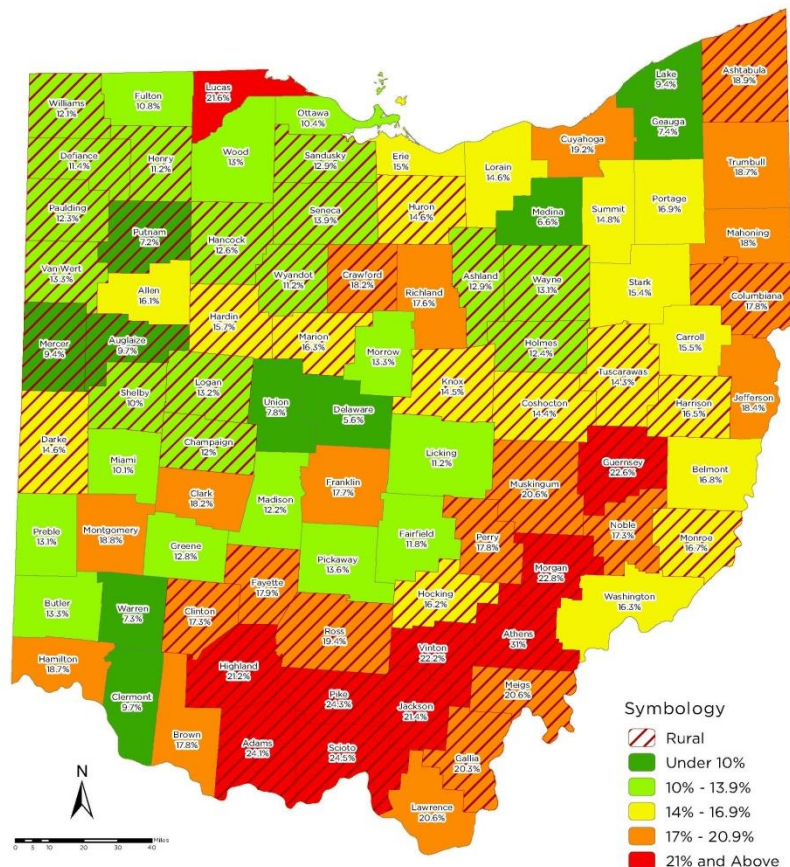 Lake
9.4%
Ashtabula
18.9%
Lucas
21.6%
Williams
12.1%
Fulton
10.8%
Ottawa
10.4%
Geauga
7.4%
Cuyahoga
19.2%
Defiance
11.4%
Henry
11.2%
Wood
13%
Sandusky
12.9%
Erie
15%
Lorain
14.6%
Trumbull
18.7%
Paulding
12.3%
Putnam
7.2%
Hancock
12.6%
Seneca
13.9%
Huron
14.6%
Medina
6.6%
Summit
14.8%
Portage
16.9%
Mahoning
18%
Van Wert
13.3%
Allen
16.1%
Wyandot
11.2%
Crawford
18.2%
Richland
17.6%
Ashland
12.9%
Wayne
13.1%
Stark
15.4%
Columbiana
17.8%
Hardin
15.7%
Marion
16.3%
Mercer
9.4%
Auglaize
9.7%
Morrow
13.3%
Holmes
12.4%
Carroll
15.5%
Tuscarawas
14.3%
Shelby
10%
Logan
13.2%
Union
7.8%
Delaware
5.6%
Knox
14.5%
Coshocton
14.4%
Harrison
16.5%
Jefferson
18.4%
Darke
14.6%
Champaign
12%
Miami
10.1%
Licking
11.2%
Guernsey
22.6%
Belmont
16.8%
Clark
18.2%
Madison
12.2%
Franklin
17.7%
Muskingum
20.6%
Preble
13.1%
Montgomery
18.8%
Greene
12.8%
Pickaway
13.6%
Fairfield
11.8%
Perry
17.8%
Noble
17.3%
Monroe
16.7%
Morgan
22.8%
Butler
13.3%
Warren
7.3%
Clinton
17.3%
Fayette
17.9%
Ross
19.4%
Hocking
16.2%
Washington
16.3%
Athens
31%
Vinton
22.2%
Hamilton
18.7%
Clermont
9.7%
Highland
21.2%
Pike
24.3%
Jackson
21.4%
Meigs
20.6%
Brown
17.8%
Adams
24.1%
Scioto
24.5%
Gallia
20.3%
Lawrence
20.6%
N
0 5 10 20 30 40
Miles
Symbology
Rural
Under 10%
10% - 13.9%
14% - 16.9%
17% - 20.9%
21% and Above